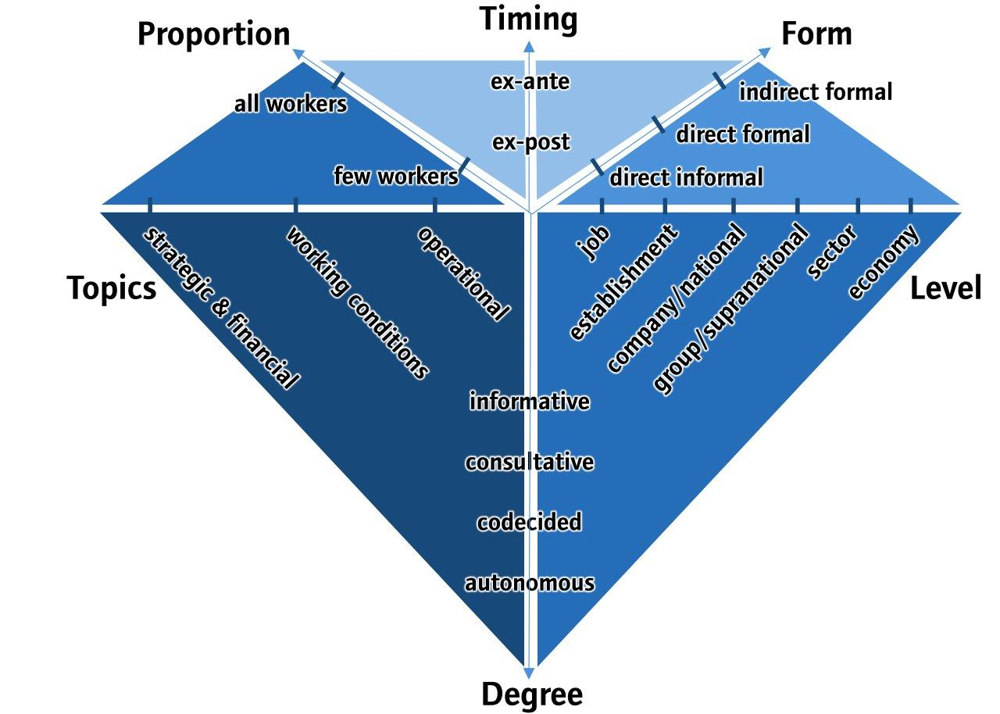 Timing
Proportion
Form
ex-ante
indirect formal
all workers
direct formal
ex-post
few workers
direct informal
strategic & financial
working conditions
operational
job
establishment
company/national
group/supranational
sector
economy
Topics
Level
informative
consultative
codecided
autonomous
Degree